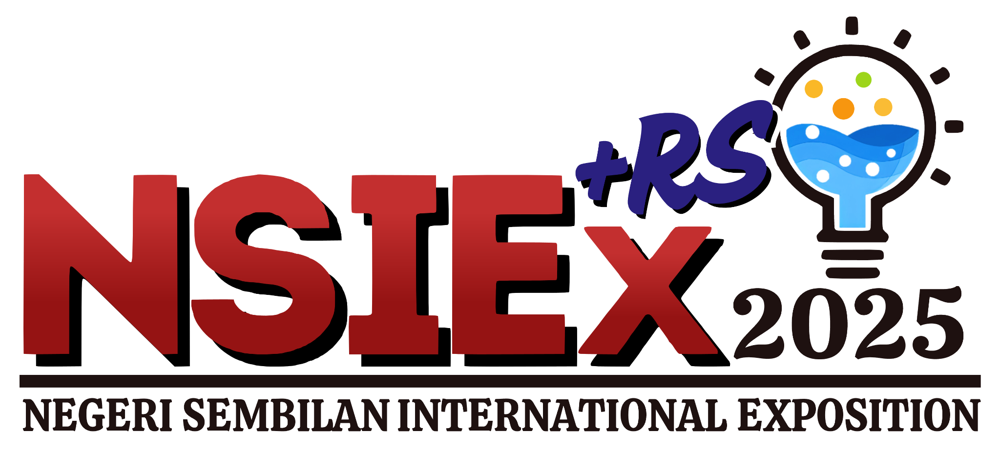 +RS
NSIEx 2025
NEGERI SEMBILAN INTERNATIONAL EXPOSITION